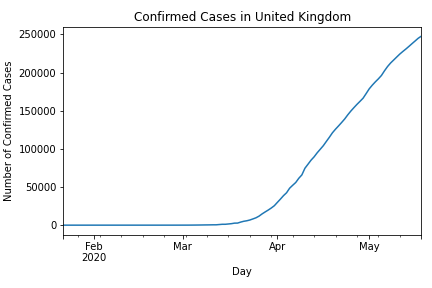 Confirmed Cases in United Kingdom
250000
200000
150000
100000
50000
0
Number of Confirmed Cases
Feb
2020
Mar
Apr
May
Day